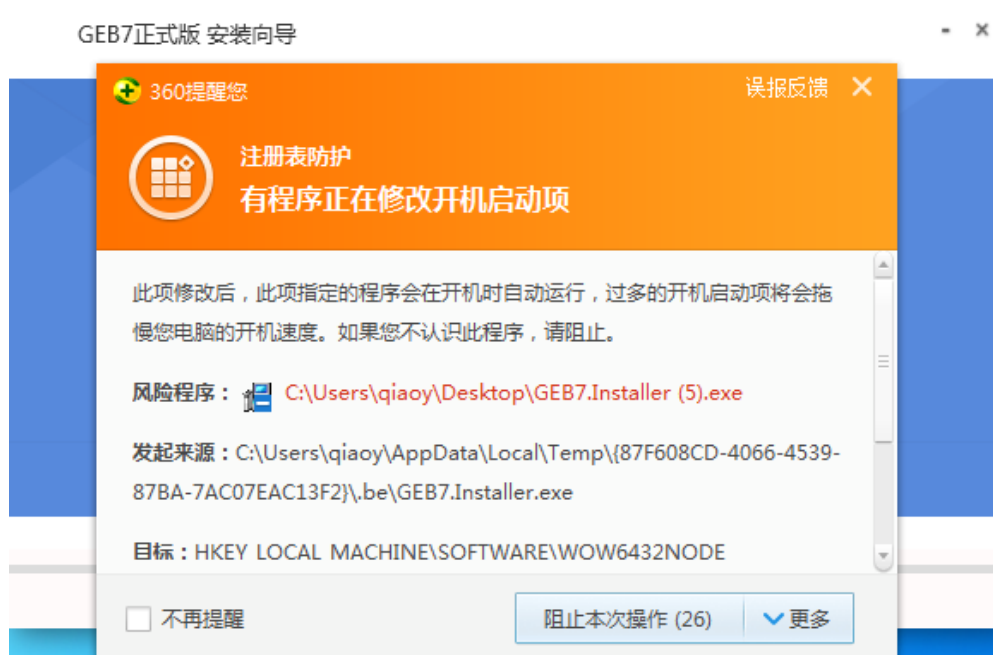 GEB7正式版 安装向导
360提醒您
误报反馈
注册表防护
有程序正在修改开机启动项
此项修改后，此项指定的程序会在开机时自动运行，过多的开机启动项将会拖
慢您电脑的开机速度。如果您不认识此程序，请阻止。
风险程序： C:\Users\qiaoy\Desktop\GEB7.Installer (5).exe
发起来源：C:\Users\qiaoy\AppData\Local\Temp\{87F608CD-4066-4539-
87BA-7AC07EAC13F2}\.be\GEB7.Installer.exe
目标：HKEY LOCAL MACHINE\SOFTWARE\WOW6432NODE
不再提醒
阻止本次操作 (26)
更多